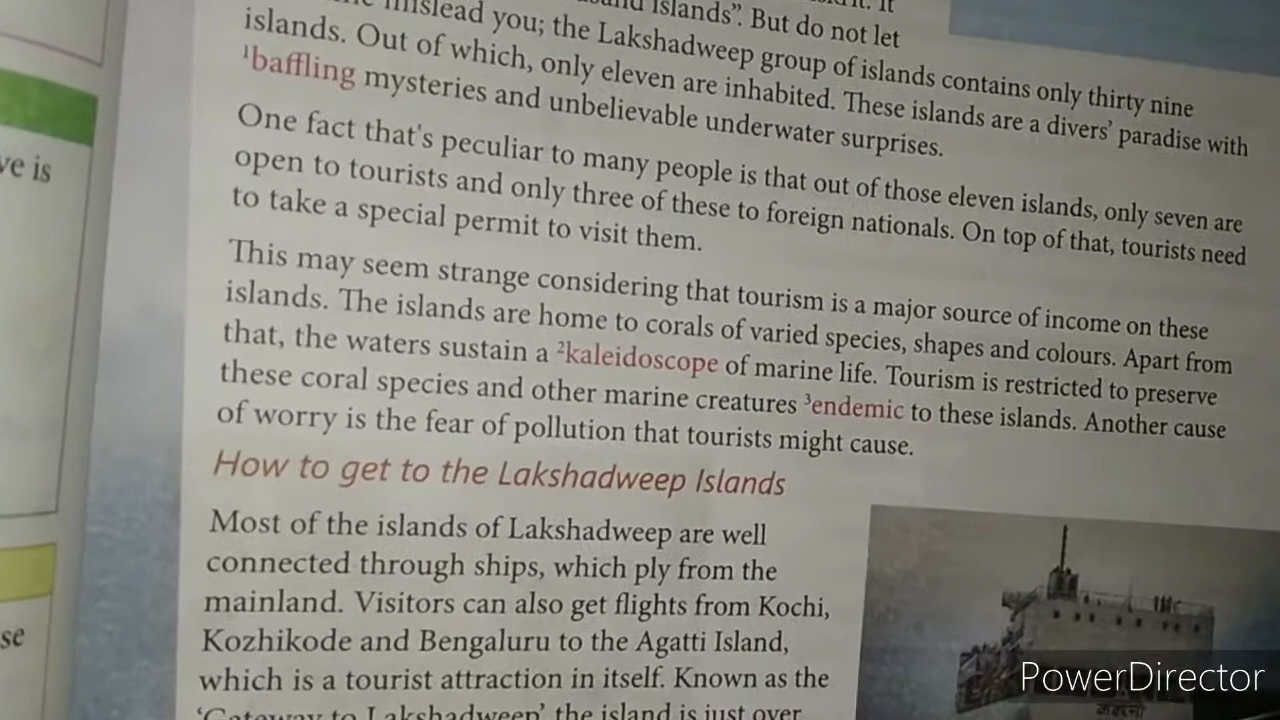 islands”. But do not let
mislead you; the Lakshadweep group of islands contains only thirty nine
islands. Out of which, only eleven are inhabited. These islands are a divers’ paradise with
¹baffling mysteries and unbelievable underwater surprises.
One fact that's peculiar to many people is that out of those eleven islands, only seven are
open to tourists and only three of these to foreign nationals. On top of that, tourists need
to take a special permit to visit them.
This may seem strange considering that tourism is a major source of income on these
islands. The islands are home to corals of varied species, shapes and colours. Apart from
that, the waters sustain a ²kaleidoscope of marine life. Tourism is restricted to preserve
these coral species and other marine creatures ³endemic to these islands. Another cause
of worry is the fear of pollution that tourists might cause.
How to get to the Lakshadweep Islands
Most of the islands of Lakshadweep are well
connected through ships, which ply from the
mainland. Visitors can also get flights from Kochi,
Kozhikode and Bengaluru to the Agatti Island,
which is a tourist attraction in itself. Known as the
‘Gateway to Lakshadweep’ the island is just over
ve is
se
PowerDirector